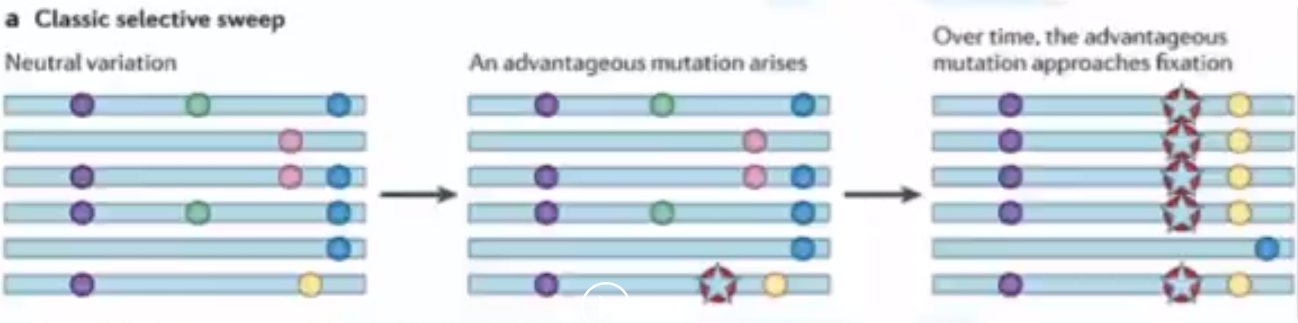 a Classic selective sweep
Neutral variation
An advantageous mutation arises
Over time, the advantageous
mutation approaches fixation